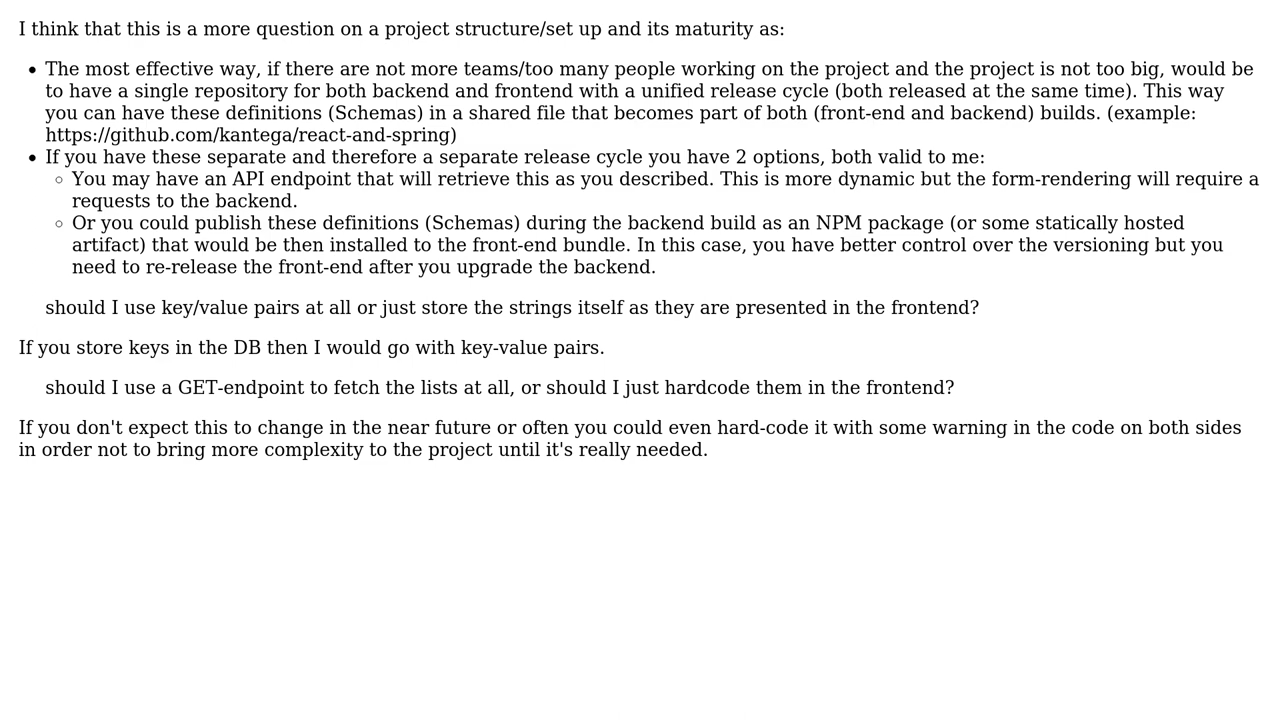 I think that this is a more question on a project structure/set up and its maturity as:
The most effective way, if there are not more teams/too many people working on the project and the project is not too big, would be
to have a single repository for both backend and frontend with a unified release cycle (both released at the same time). This way
you can have these definitions (Schemas) in a shared file that becomes part of both (front-end and backend) builds. (example:
https://github.com/kantega/react-and-spring)
If you have these separate and therefore a separate release cycle you have 2 options, both valid to me:
You may have an API endpoint that will retrieve this as you described. This is more dynamic but the form-rendering will require a
requests to the backend.
Or you could publish these definitions (Schemas) during the backend build as an NPM package (or some statically hosted
artifact) that would be then installed to the front-end bundle. In this case, you have better control over the versioning but you
need to re-release the front-end after you upgrade the backend.
should I use key/value pairs at all or just store the strings itself as they are presented in the frontend?
If you store keys in the DB then I would go with key-value pairs.
should I use a GET-endpoint to fetch the lists at all, or should I just hardcode them in the frontend?
If you don't expect this to change in the near future or often you could even hard-code it with some warning in the code on both sides
in order not to bring more complexity to the project until it's really needed.